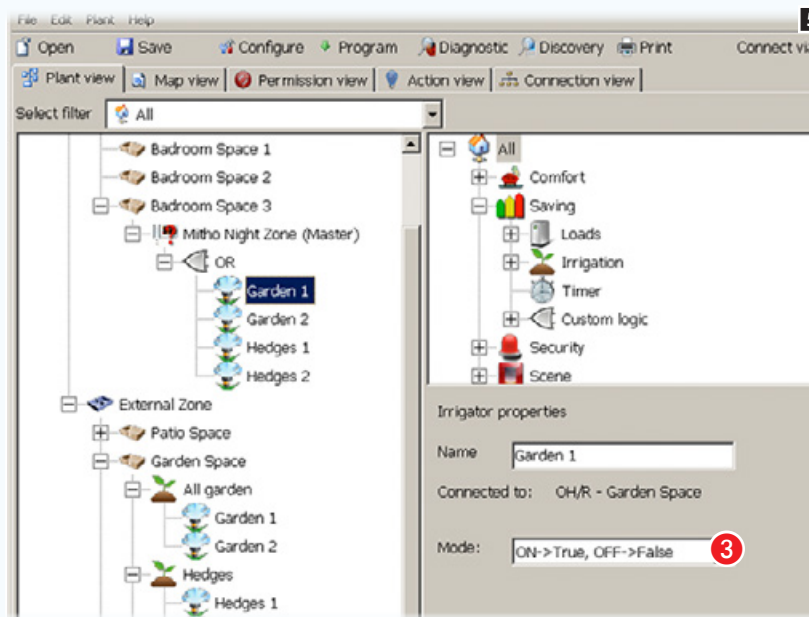 File Edit Plant Help
Open Save Configure Program Diagnostic Discovery Print Connect via
Plant view Map view Permission view Action view Connection view
Select filter All
Badroom Space 1
Badroom Space 2
Badroom Space 3
Mitho Night Zone (Master)
OR
Garden 1
Garden 2
Hedges 1
Hedges 2
External Zone
Patio Space
Garden Space
All garden
Garden 1
Garden 2
Hedges
Hedges 1
All
Comfort
Saving
Loads
Irrigation
Timer
Custom logic
Security
Scene
Irrigator properties
Name Garden 1
Connected to: OH/R - Garden Space
Mode: ON->True, OFF->False 3